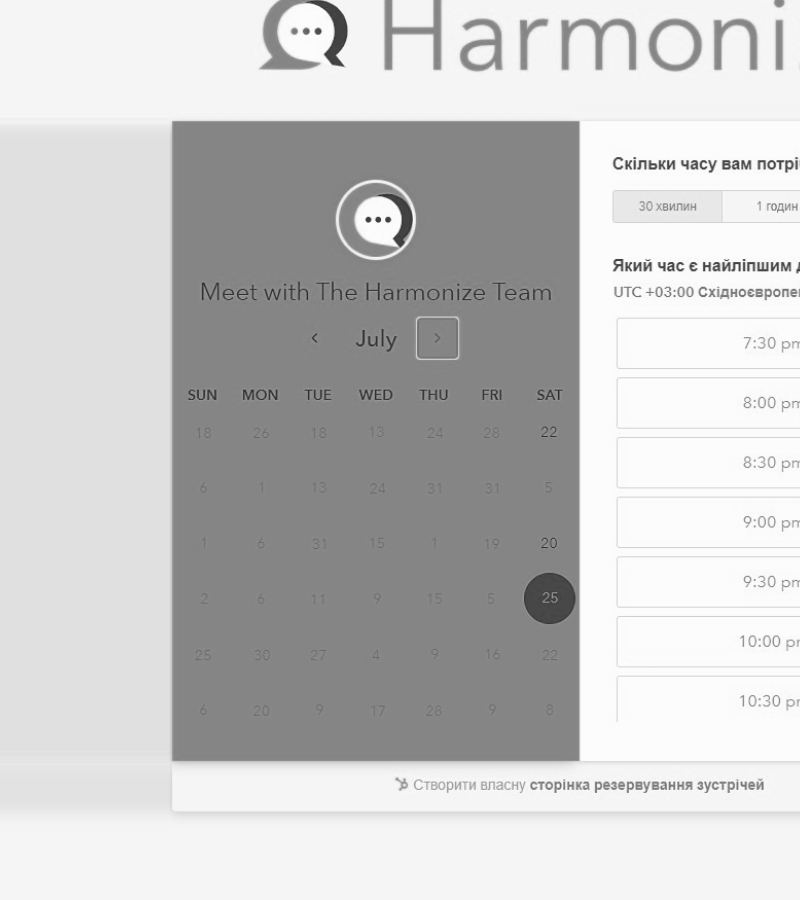 Harmoniz
Meet with The Harmonize Team
July
SUN MON TUE WED THU FRI SAT
18 26 18 13 24 28 22
6 1 13 24 31 31 5
1 6 31 15 1 19 20
2 6 11 9 15 5 25
25 30 27 4 9 16 22
6 20 9 17 28 9 8
Скільки часу вам потрі
30 хвилин 1 годин
Який час є найліпшим д
UTC +03:00 Східноєвропе
7:30 pm
8:00 pm
8:30 pm
9:00 pm
9:30 pm
10:00 pm
10:30 pm
Створити власну сторінка резервування зустрічей